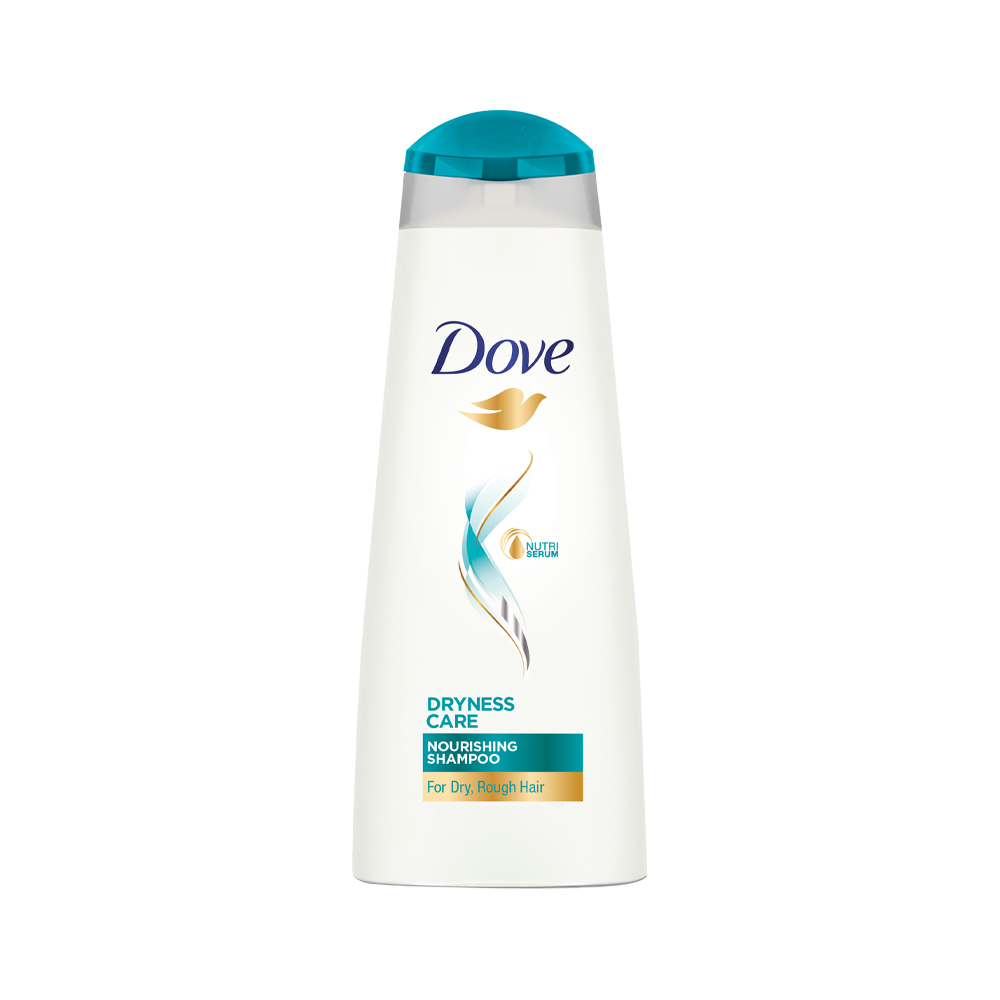 Dove
NUTRI
SERUM
DRYNESS
CARE
NOURISHING
SHAMPOO
For Dry, Rough Hair